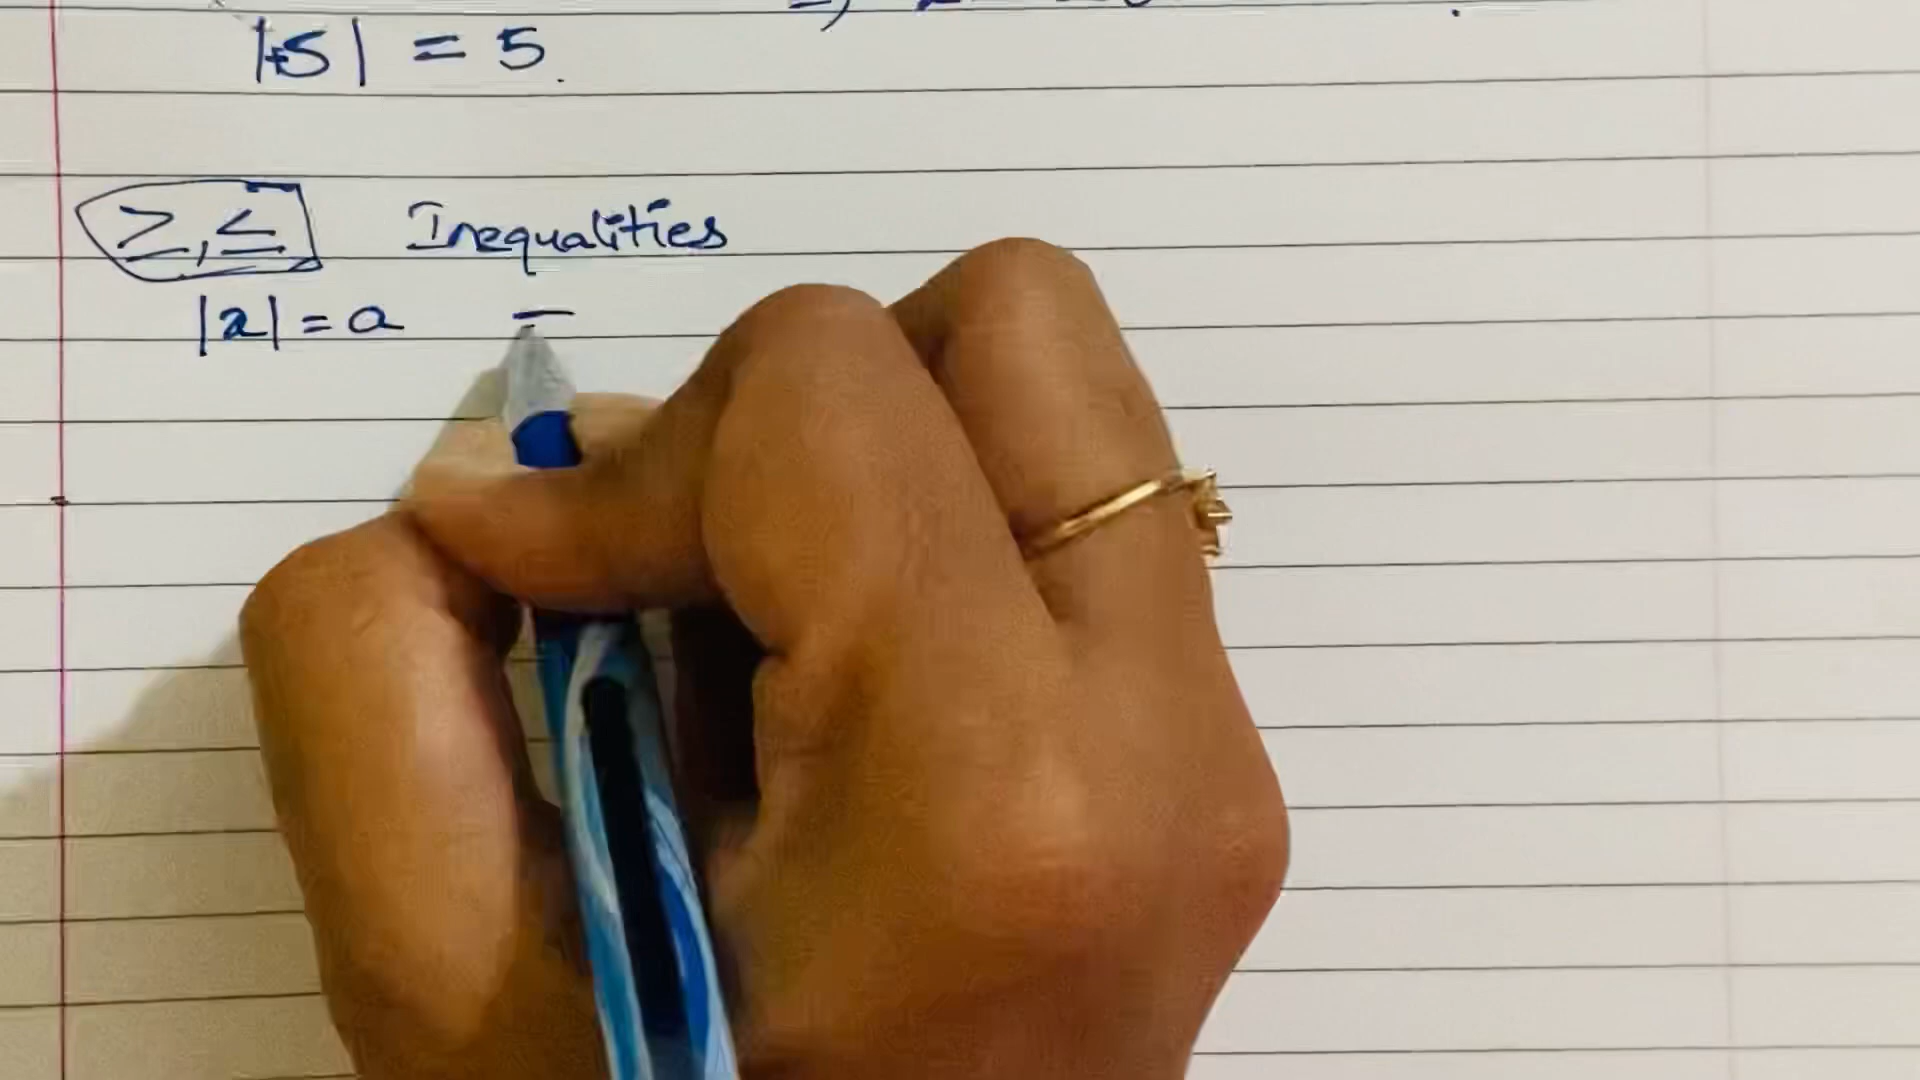 |+5| = 5.
≥, ≤ Inequalities
|x| = a